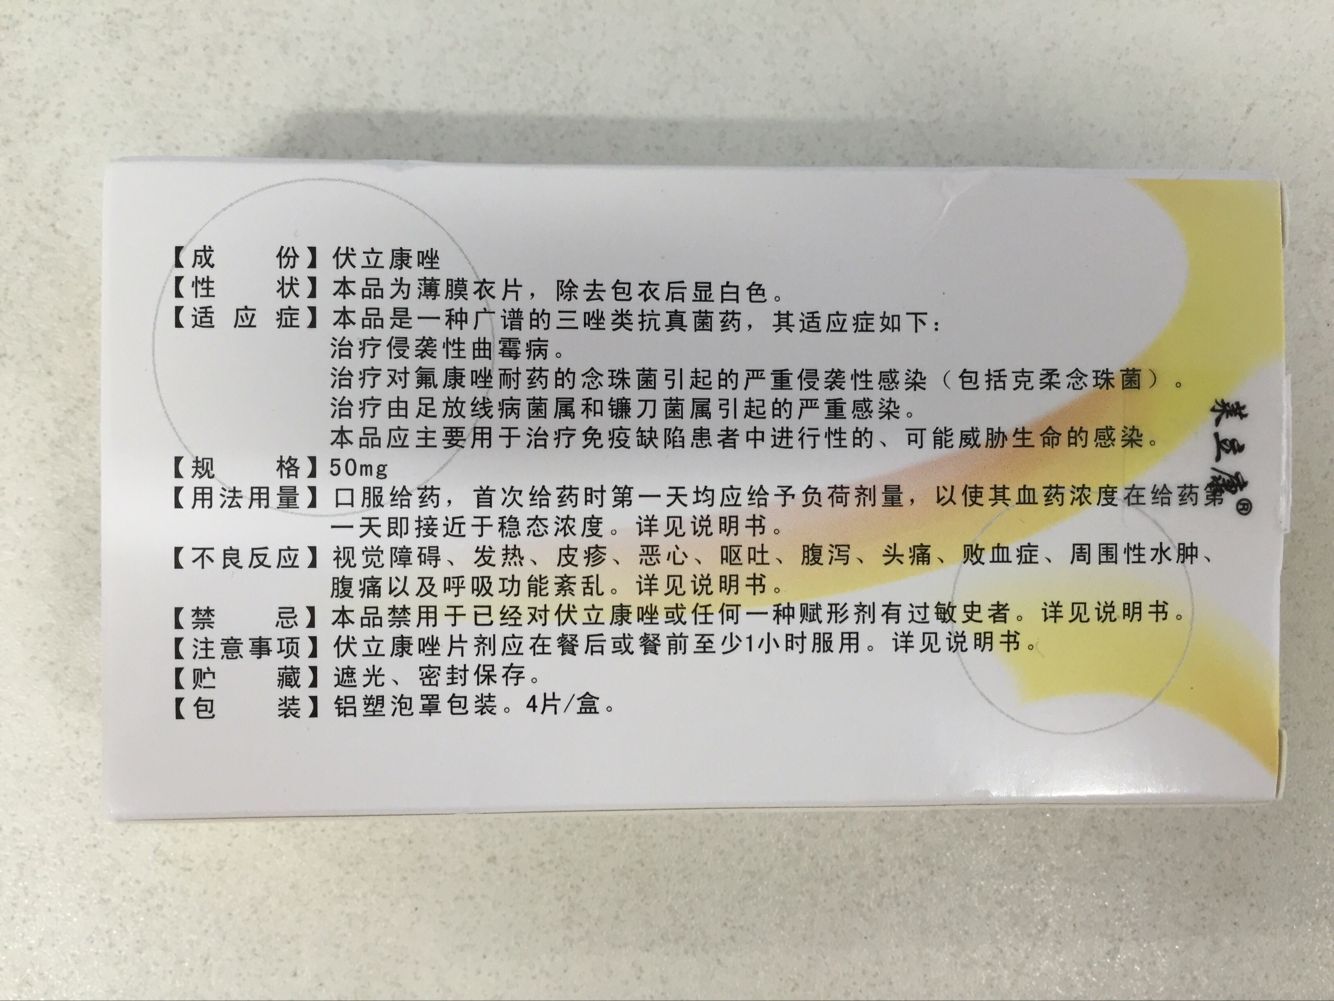 【成份】伏立康唑
【性状】本品为薄膜衣片，除去包衣后显白色。
【适应症】本品是一种广谱的三唑类抗真菌药，其适应症如下：
治疗侵袭性曲霉病。
治疗对氟康唑耐药的念珠菌引起的严重侵袭性感染（包括克柔念珠菌）。
治疗由足放线病菌属和镰刀菌属引起的严重感染。
本品应主要用于治疗免疫缺陷患者中进行性的、可能威胁生命的感染。
【规格】50mg
【用法用量】口服给药，首次给药时第一天均应给予负荷剂量，以使其血药浓度在给药第
一天即接近于稳态浓度。详见说明书。
【不良反应】视觉障碍、发热、皮疹、恶心、呕吐、腹泻、头痛、败血症、周围性水肿、
腹痛以及呼吸功能紊乱。详见说明书。
【禁忌】本品禁用于已经对伏立康唑或任何一种赋形剂有过敏史者。详见说明书。
【注意事项】伏立康唑片剂应在餐后或餐前至少1小时服用。详见说明书。
【贮藏】遮光、密封保存。
【包装】铝塑泡罩包装。4片/盒。
莱立康®